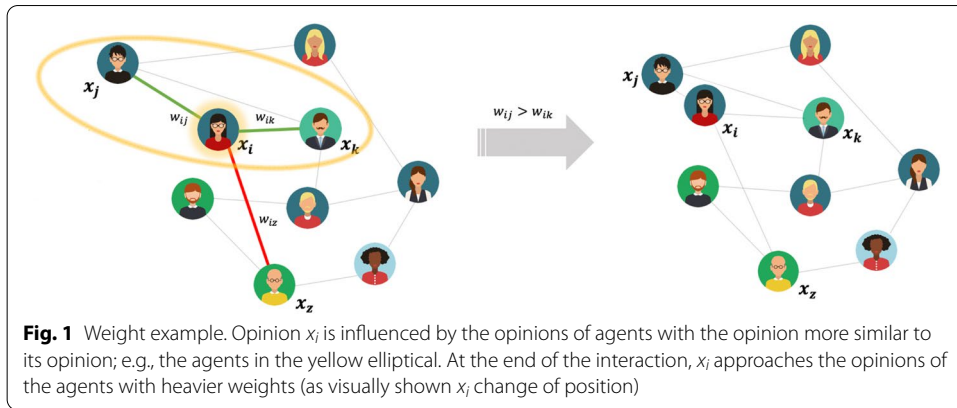 x_j
w_ij
w_ik
x_i
x_k
w_iz
x_z
w_ij > w_ik
x_j
x_i
x_k
x_z
Fig. 1 Weight example. Opinion x_i is influenced by the opinions of agents with the opinion more similar to
its opinion; e.g., the agents in the yellow elliptical. At the end of the interaction, x_i approaches the opinions of
the agents with heavier weights (as visually shown x_i change of position)